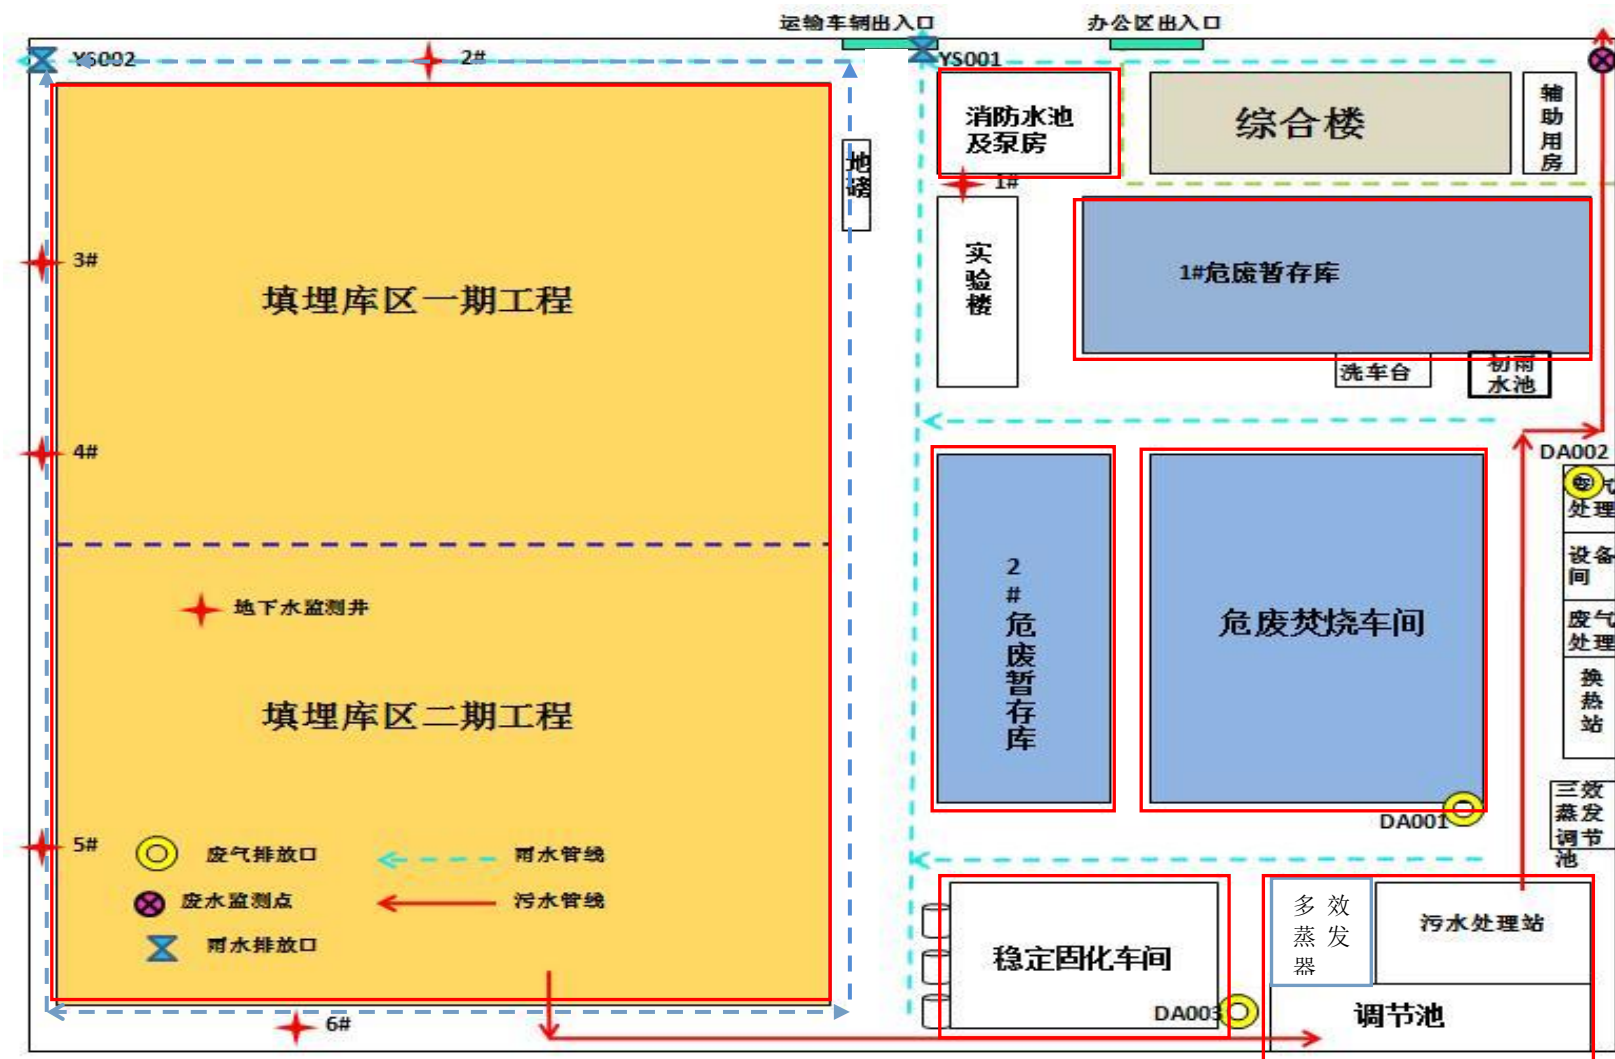 运输车辆出入口
办公区出入口
YS002
2#
YS001
消防水池
及泵房
综合楼
辅
助
用
房
地
磅
1#
实
验
楼
1#危废暂存库
3#
填埋库区一期工程
洗车台
初雨
水池
4#
DA002
废气
处理
设备
间
废气
处理
换
热
站
2
#
危
废
暂
存
库
危废焚烧车间
地下水监测井
填埋库区二期工程
三效
蒸发
调节
池
DA001
5#
废气排放口
雨水管线
废水监测点
污水管线
雨水排放口
多效
蒸发
器
污水处理站
稳定固化车间
DA003
调节池
6#